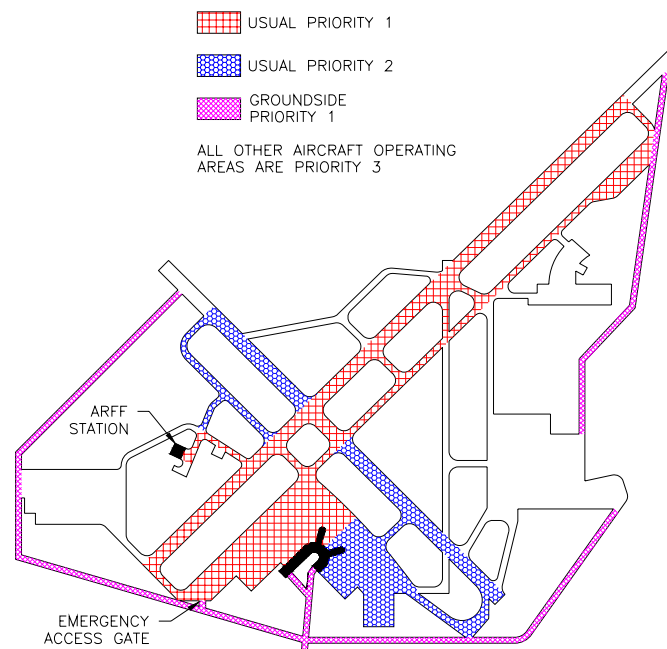 USUAL PRIORITY 1
USUAL PRIORITY 2
GROUNDSIDE
PRIORITY 1
ALL OTHER AIRCRAFT OPERATING
AREAS ARE PRIORITY 3
ARFF
STATION
EMERGENCY
ACCESS GATE